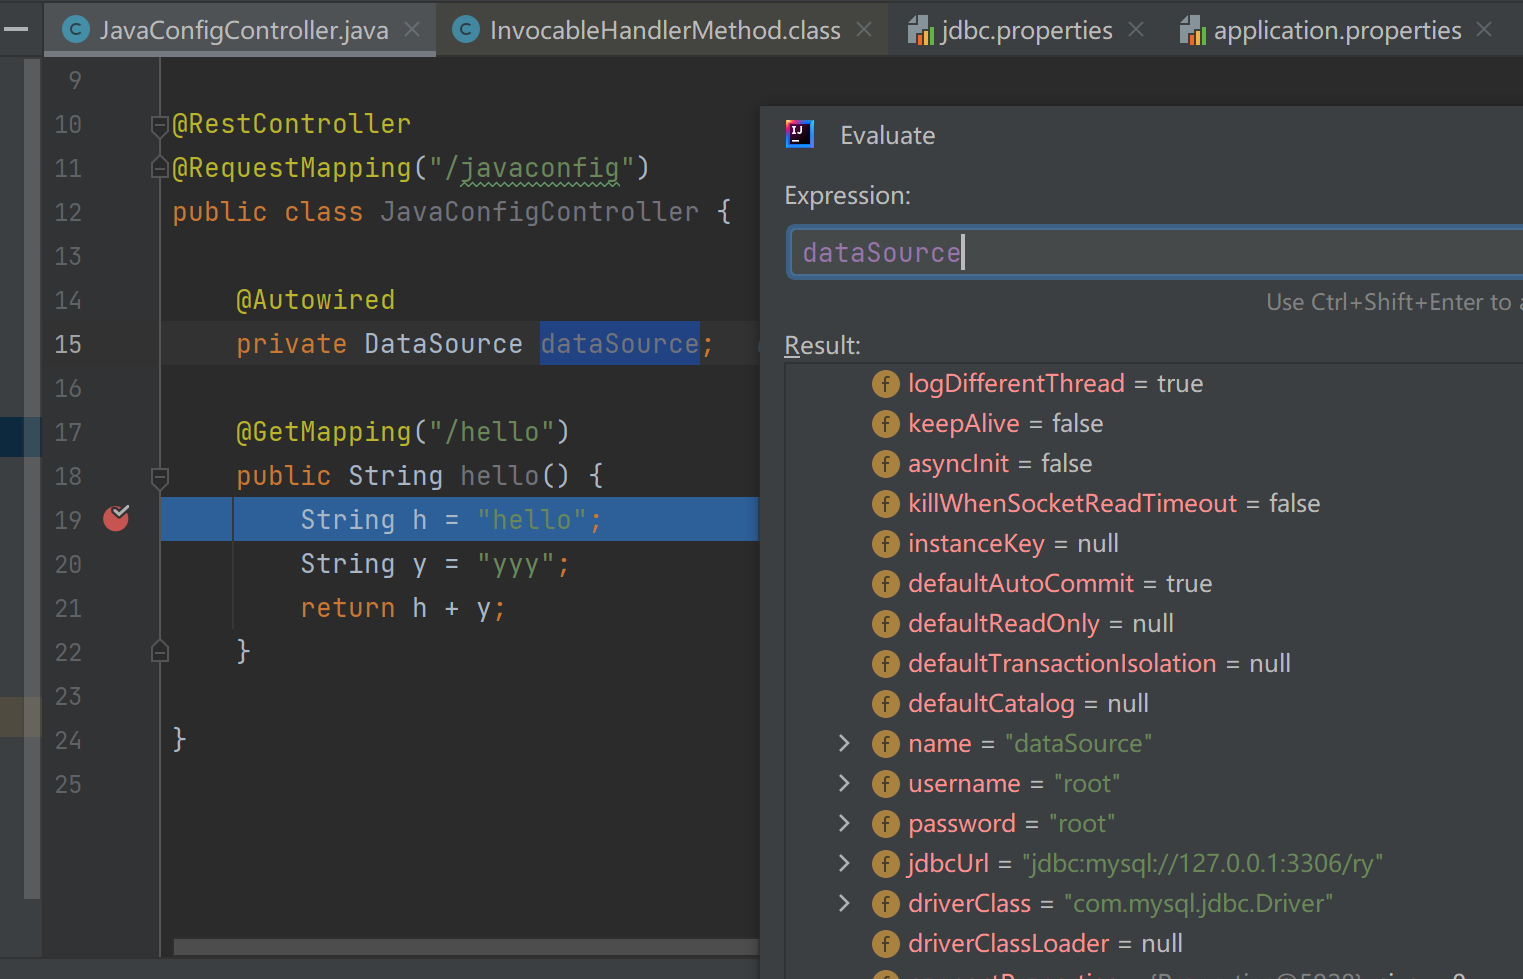 JavaConfigController.java
InvocableHandlerMethod.class
jdbc.properties
application.properties
9
10 @RestController
11 @RequestMapping("/javaconfig")
12 public class JavaConfigController {
13
14 @Autowired
15 private DataSource dataSource;
16
17 @GetMapping("/hello")
18 public String hello() {
19 String h = "hello";
20 String y = "yyy";
21 return h + y;
22 }
23
24 }
25
Evaluate
Expression:
dataSource
Use Ctrl+Shift+Enter to
Result:
logDifferentThread = true
keepAlive = false
asyncInit = false
killWhenSocketReadTimeout = false
instanceKey = null
defaultAutoCommit = true
defaultReadOnly = null
defaultTransactionIsolation = null
defaultCatalog = null
name = "dataSource"
username = "root"
password = "root"
jdbcUrl = "jdbc:mysql://127.0.0.1:3306/ry"
driverClass = "com.mysql.jdbc.Driver"
driverClassLoader = null